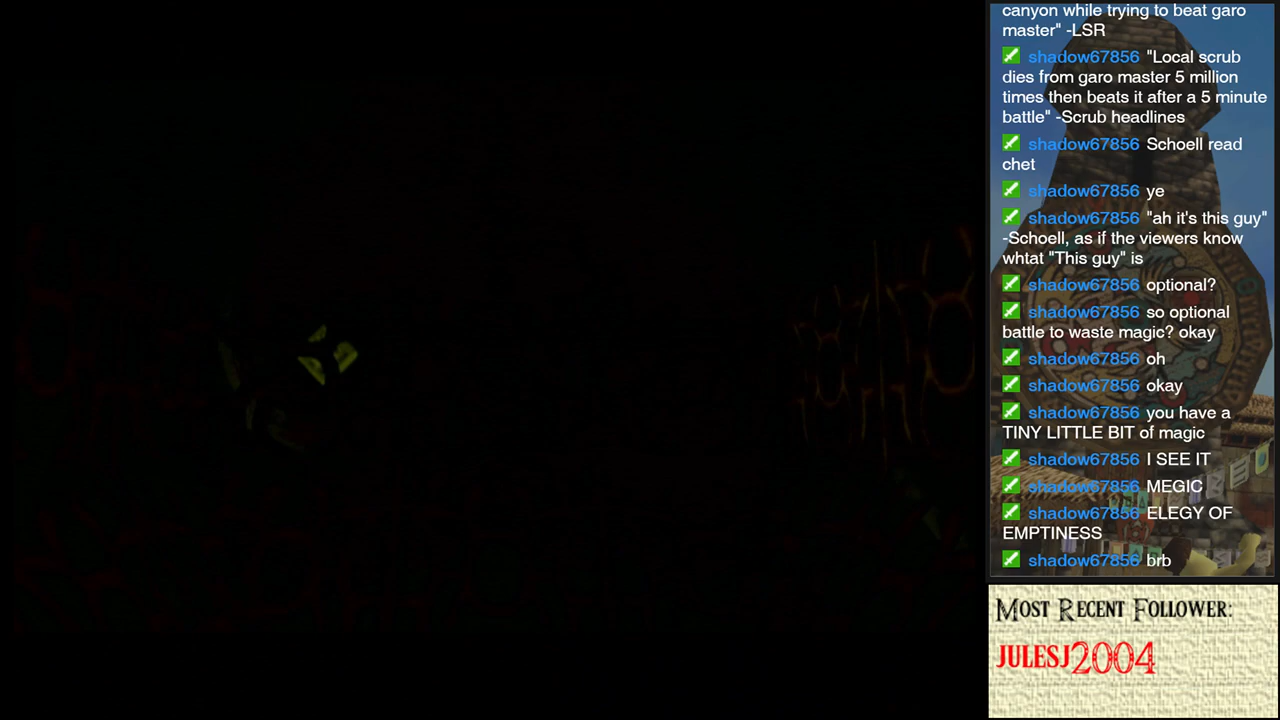 canyon while trying to beat garo
master" -LSR
shadow67856 "Local scrub
dies from garo master 5 million
times then beats it after a 5 minute
battle" -Scrub headlines
shadow67856 Schoell read
chet
shadow67856 ye
shadow67856 "ah it's this guy"
-Schoell, as if the viewers know
whtat "This guy" is
shadow67856 optional?
shadow67856 so optional
battle to waste magic? okay
shadow67856 oh
shadow67856 okay
shadow67856 you have a
TINY LITTLE BIT of magic
shadow67856 I SEE IT
shadow67856 MEGIC
shadow67856 ELEGY OF
EMPTINESS
shadow67856 brb
Most Recent Follower:
julesj2004